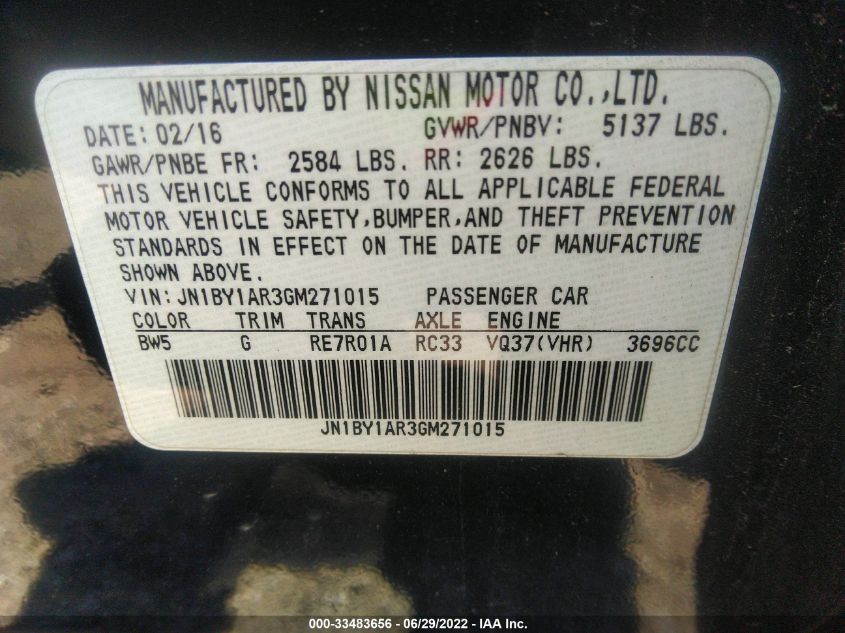 MANUFACTURED BY NISSAN MOTOR CO.,LTD.
DATE: 02/16 GVWR/PNBV: 5137 LBS.
GAWR/PNBE FR: 2584 LBS. RR: 2626 LBS.
THIS VEHICLE CONFORMS TO ALL APPLICABLE FEDERAL
MOTOR VEHICLE SAFETY,BUMPER,AND THEFT PREVENTION
STANDARDS IN EFFECT ON THE DATE OF MANUFACTURE
SHOWN ABOVE.
VIN: JN1BY1AR3GM271015 PASSENGER CAR
COLOR TRIM TRANS AXLE ENGINE
BW5 G RE7R01A RC33 VQ37(VHR) 3696CC
JN1BY1AR3GM271015
000-33483656 - 06/29/2022 - IAA Inc.